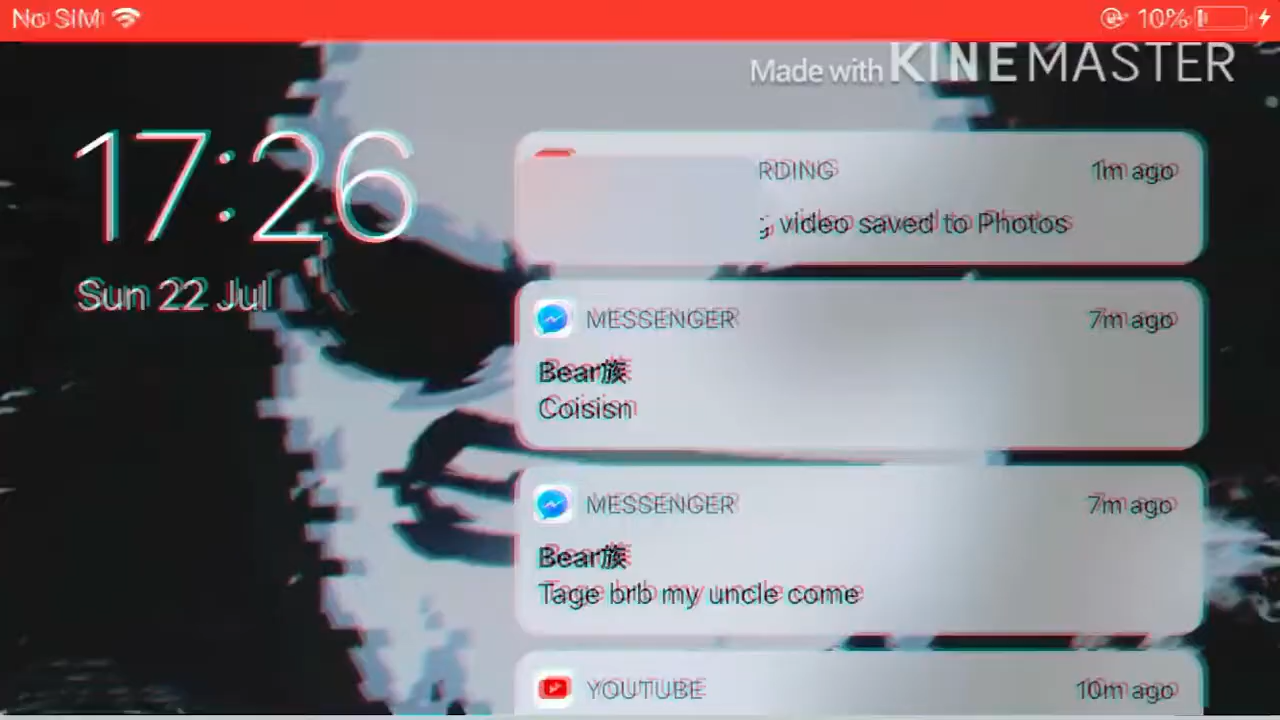 No SIM
10%
Made with KINEMASTER
17:26
Sun 22 Jul
RDING
1m ago
video saved to Photos
MESSENGER
7m ago
Bear族
Coisisn
MESSENGER
7m ago
Bear族
Tage brb my uncle come
YOUTUBE
10m ago